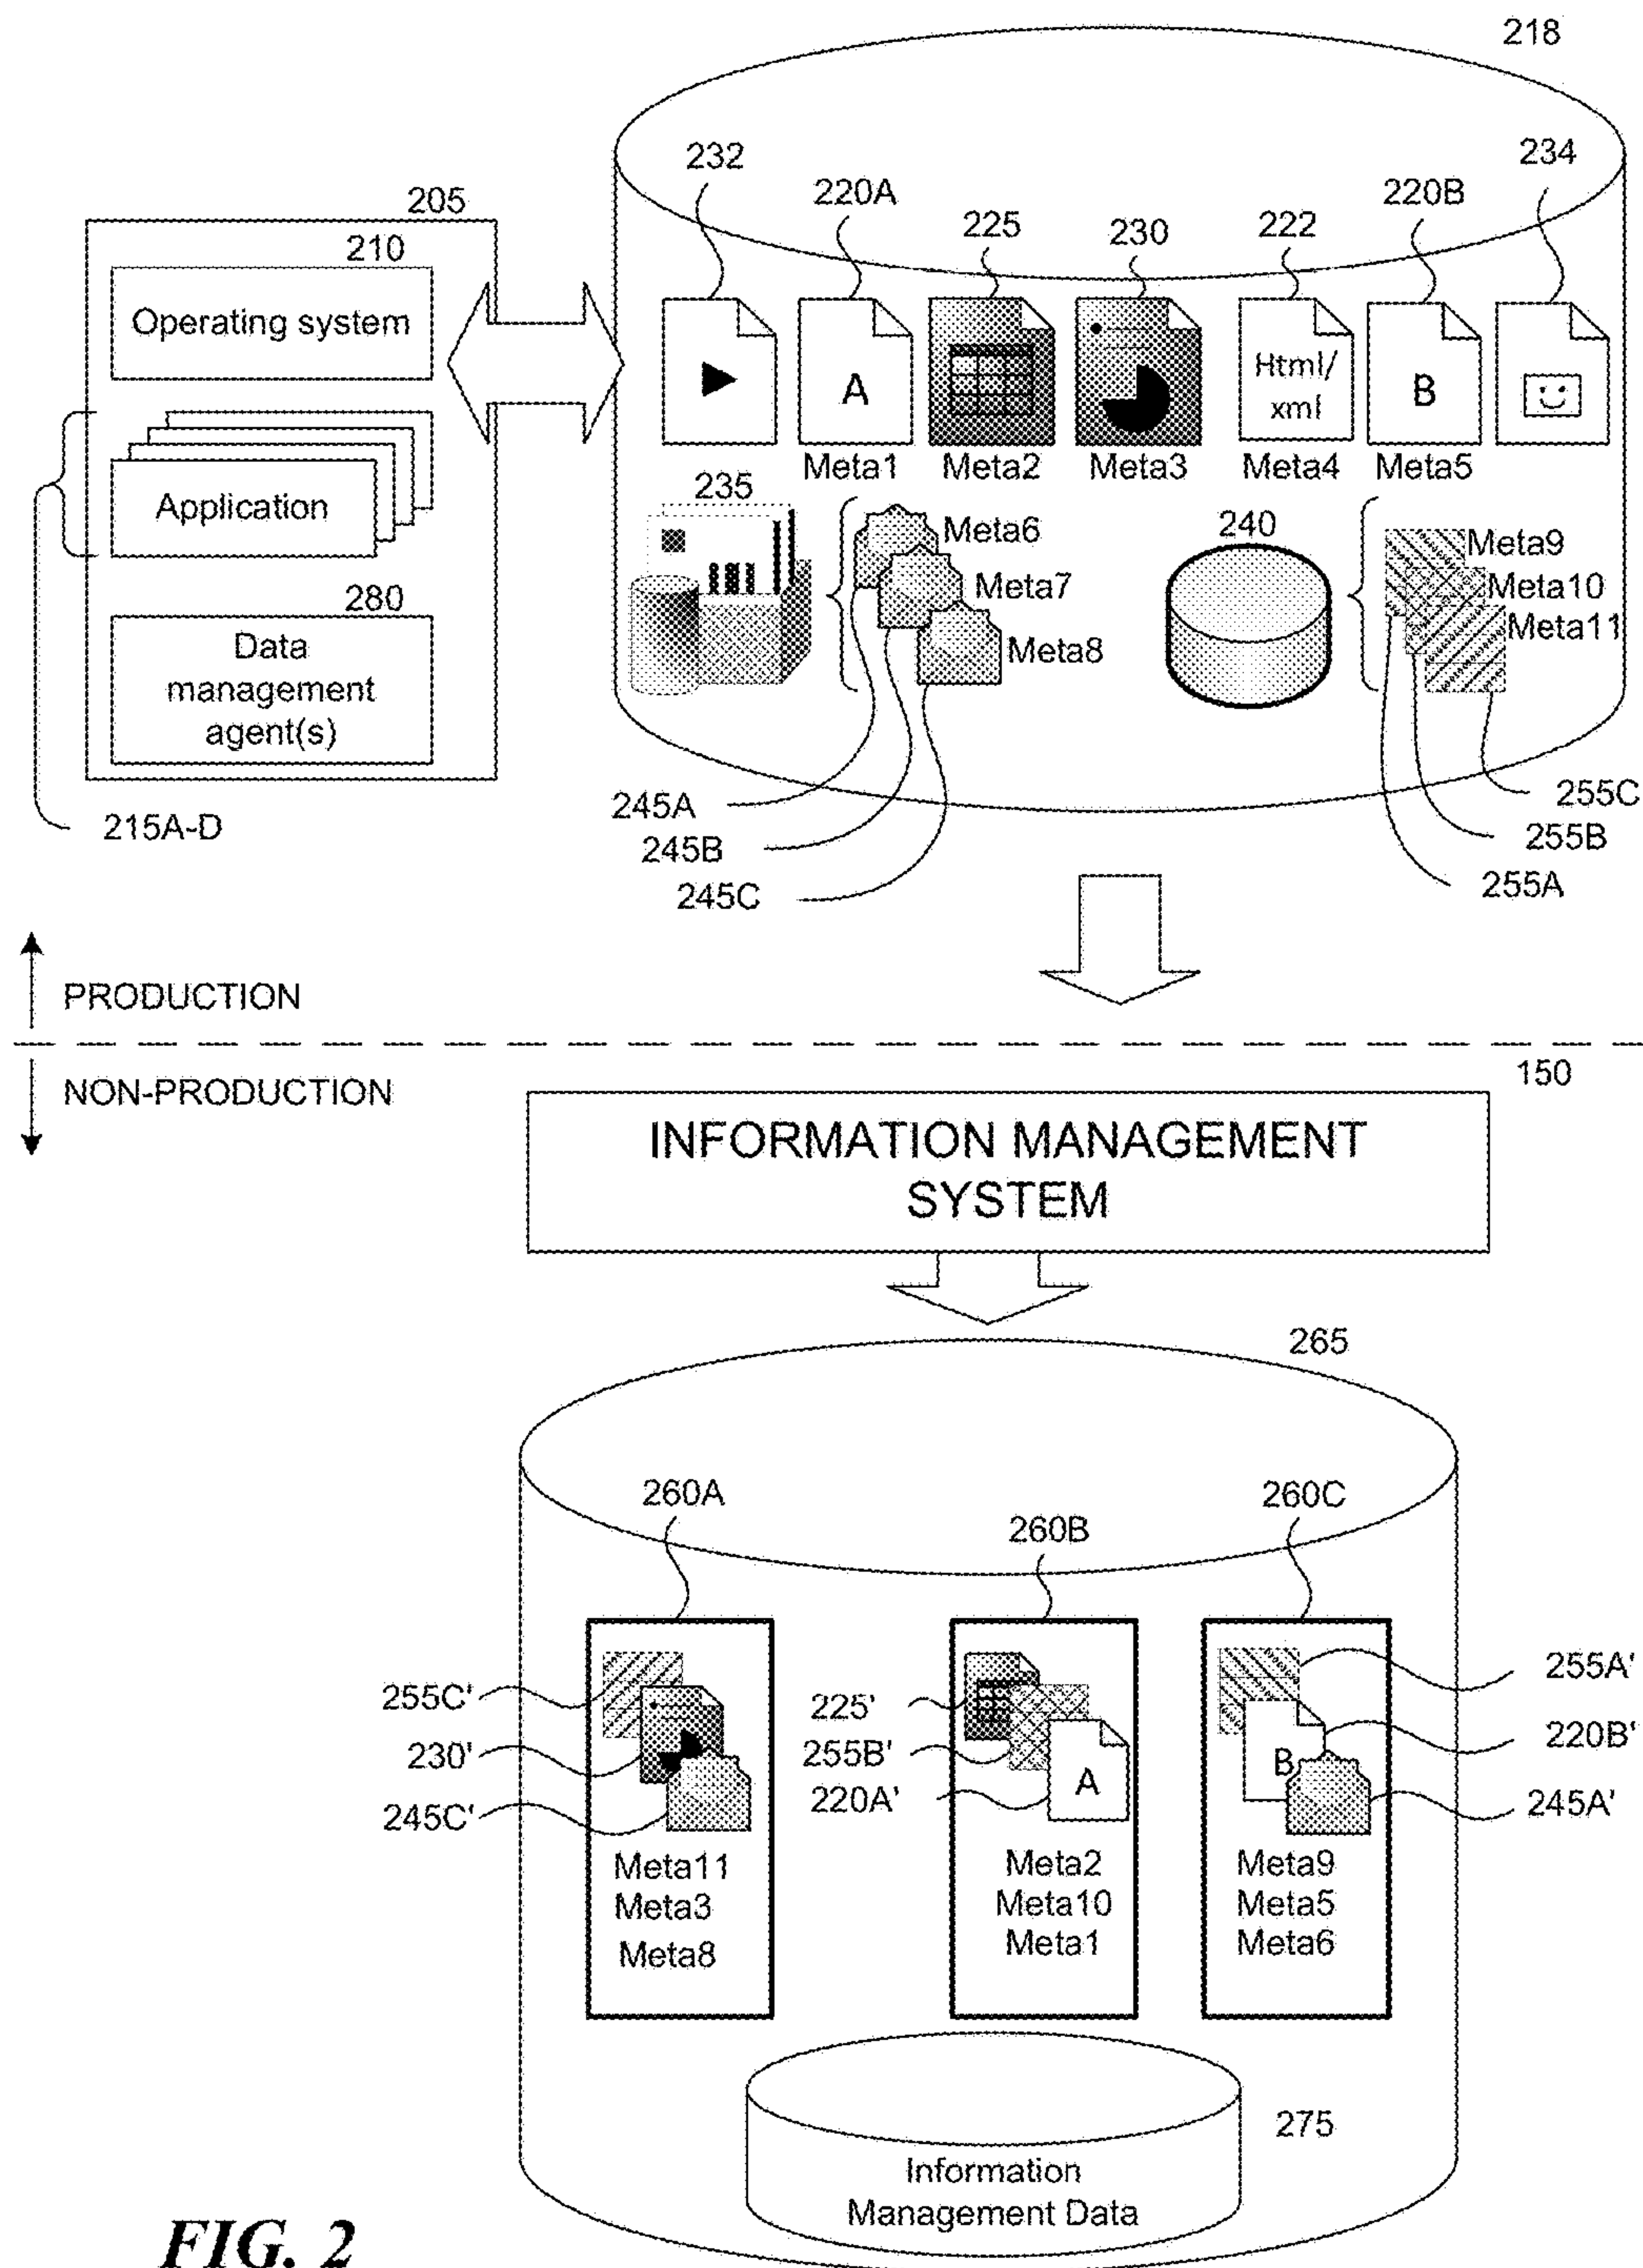 218
232
220A
225
230
222
220B
234
205
210
Operating system
Application
280
Data
management
agent(s)
215A-D
A
Html/
xml
B
Meta1
Meta2
Meta3
Meta4
Meta5
235
Meta6
Meta7
Meta8
240
Meta9
Meta10
Meta11
245A
245B
245C
255C
255B
255A
PRODUCTION
NON-PRODUCTION
150
INFORMATION MANAGEMENT
SYSTEM
265
260A
260B
260C
255C'
230'
245C'
Meta11
Meta3
Meta8
225'
255B'
220A'
A
Meta2
Meta10
Meta1
255A'
220B'
245A'
B
Meta9
Meta5
Meta6
275
Information
Management Data
FIG. 2